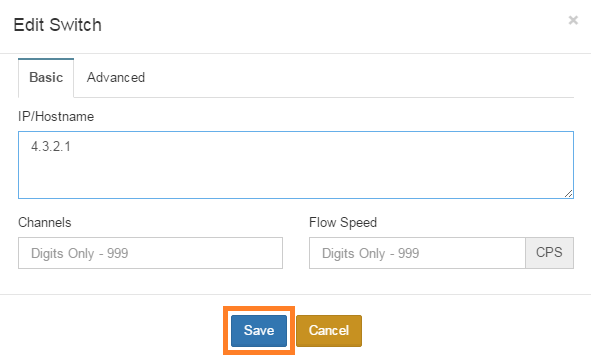 Edit Switch ×
Basic Advanced
IP/Hostname
4.3.2.1
Channels Flow Speed
Digits Only - 999 Digits Only - 999 CPS
Save Cancel